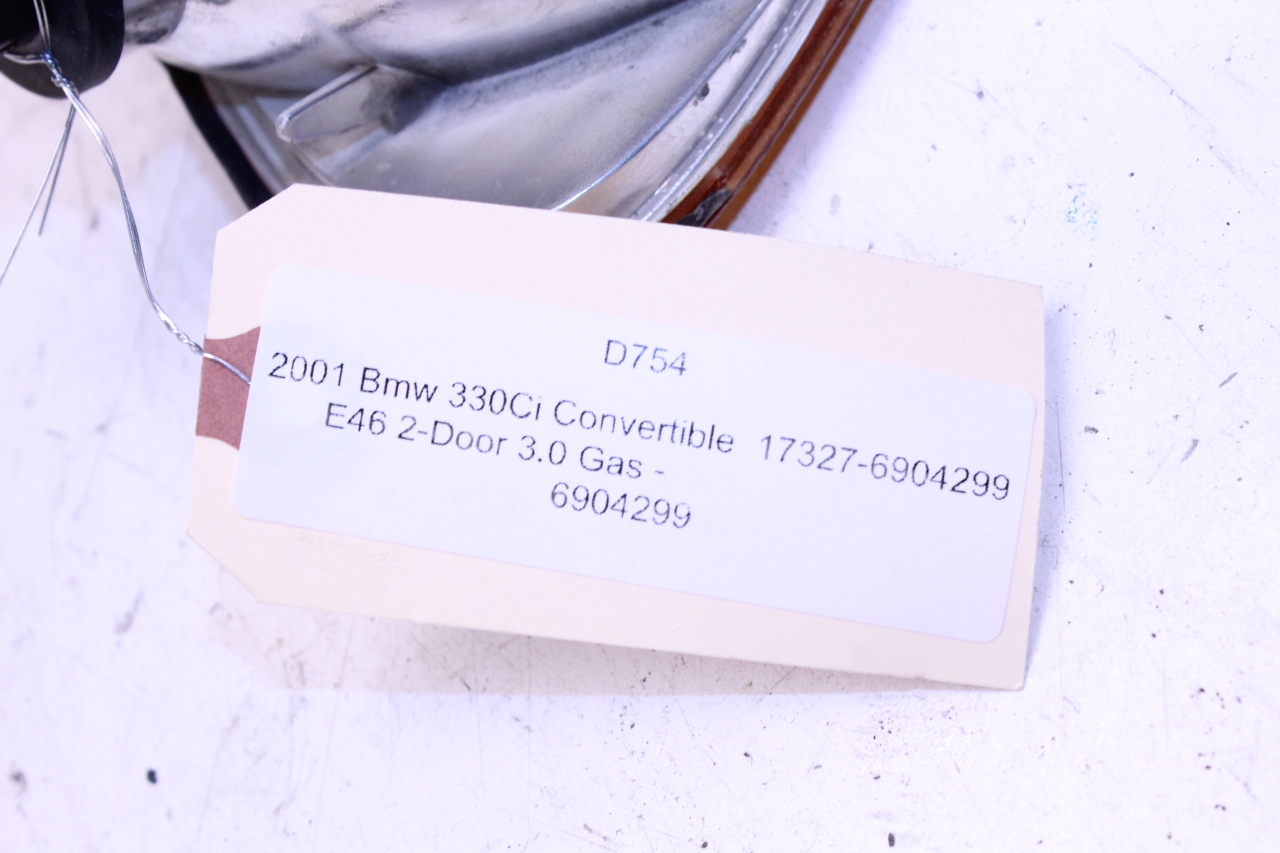 D754
2001 Bmw 330Ci Convertible 17327-6904299
E46 2-Door 3.0 Gas -
6904299